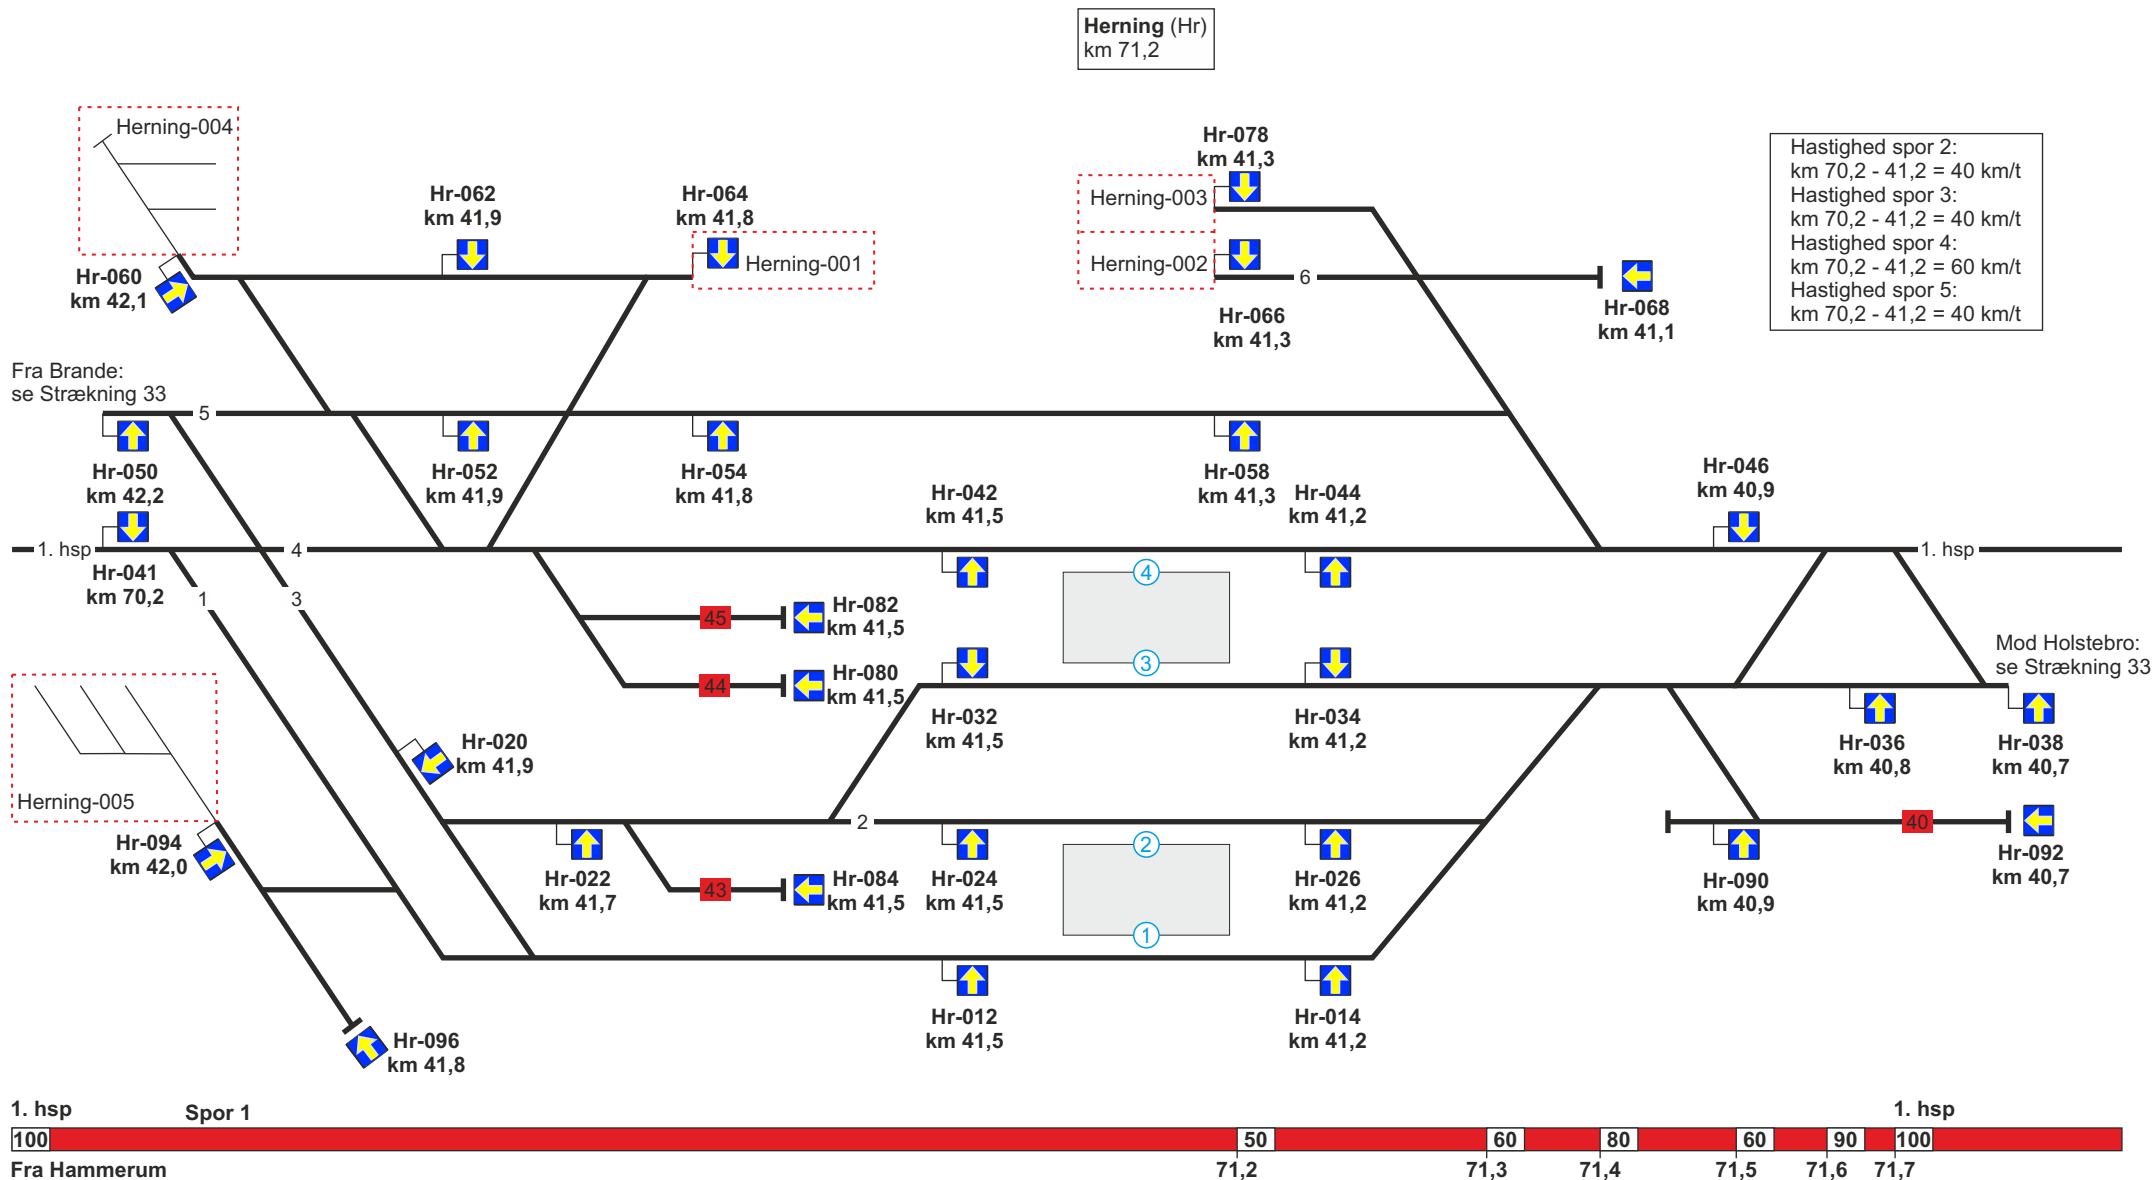 Herning (Hr)
km 71,2
Herning-004
Hr-062
km 41,9
Hr-064
km 41,8
Hr-078
km 41,3
Herning-003
Herning-002
Herning-001
6
Hr-060
km 42,1
Hr-066
km 41,3
Hr-068
km 41,1
Hastighed spor 2:
km 70,2 - 41,2 = 40 km/t
Hastighed spor 3:
km 70,2 - 41,2 = 40 km/t
Hastighed spor 4:
km 70,2 - 41,2 = 60 km/t
Hastighed spor 5:
km 70,2 - 41,2 = 40 km/t
Fra Brande:
se Strækning 33
5
Hr-050
km 42,2
Hr-052
km 41,9
Hr-054
km 41,8
Hr-058
km 41,3
Hr-042
km 41,5
Hr-044
km 41,2
Hr-046
km 40,9
1. hsp
4
1. hsp
Hr-041
km 70,2
1
3
4
3
45
Hr-082
km 41,5
44
Hr-080
km 41,5
Hr-032
km 41,5
Hr-034
km 41,2
Mod Holstebro:
se Strækning 33
Hr-036
km 40,8
Hr-038
km 40,7
Hr-020
km 41,9
Herning-005
Hr-094
km 42,0
2
2
1
40
Hr-022
km 41,7
43
Hr-084
km 41,5
Hr-024
km 41,5
Hr-026
km 41,2
Hr-090
km 40,9
Hr-092
km 40,7
Hr-012
km 41,5
Hr-014
km 41,2
Hr-096
km 41,8
1. hsp
Spor 1
1. hsp
100
50
60
80
60
90
100
Fra Hammerum
71,2
71,3
71,4
71,5
71,6
71,7